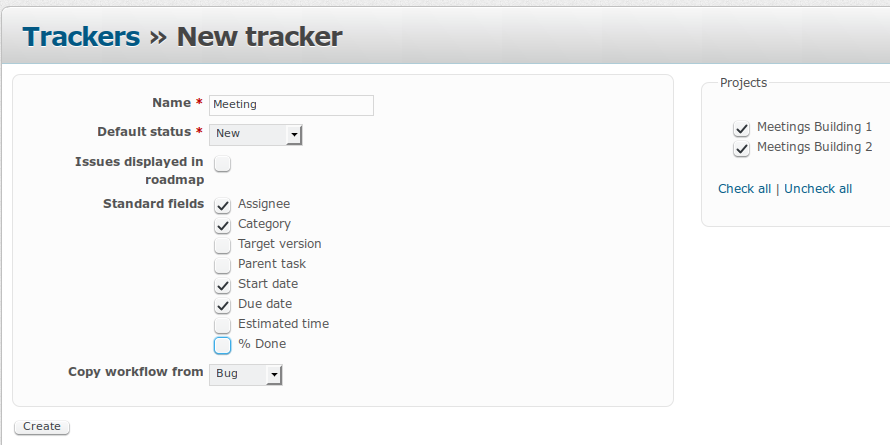 Trackers » New tracker
Name *
Meeting
Default status *
New
Issues displayed in
roadmap
Standard fields
Assignee
Category
Target version
Parent task
Start date
Due date
Estimated time
% Done
Copy workflow from
Bug
Create
Projects
Meetings Building 1
Meetings Building 2
Check all | Uncheck all